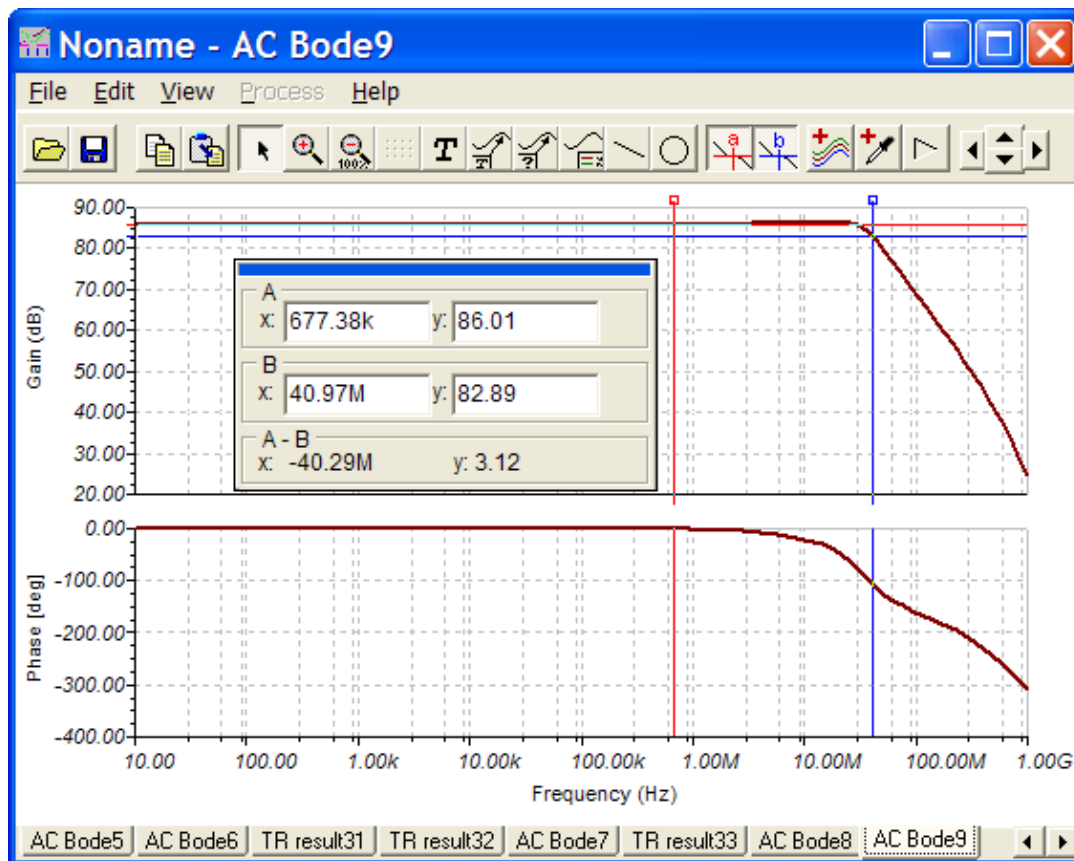 Noname - AC Bode9
File Edit View Process Help
100% T T ? a b
90.00
80.00
70.00
60.00
50.00
40.00
30.00
20.00
Gain (dB)
A
x: 677.38k y: 86.01
B
x: 40.97M y: 82.89
A - B
x: -40.29M y: 3.12
0.00
-100.00
-200.00
-300.00
-400.00
Phase [deg]
10.00 100.00 1.00k 10.00k 100.00k 1.00M 10.00M 100.00M 1.00G
Frequency (Hz)
AC Bode5 AC Bode6 TR result31 TR result32 AC Bode7 TR result33 AC Bode8 AC Bode9